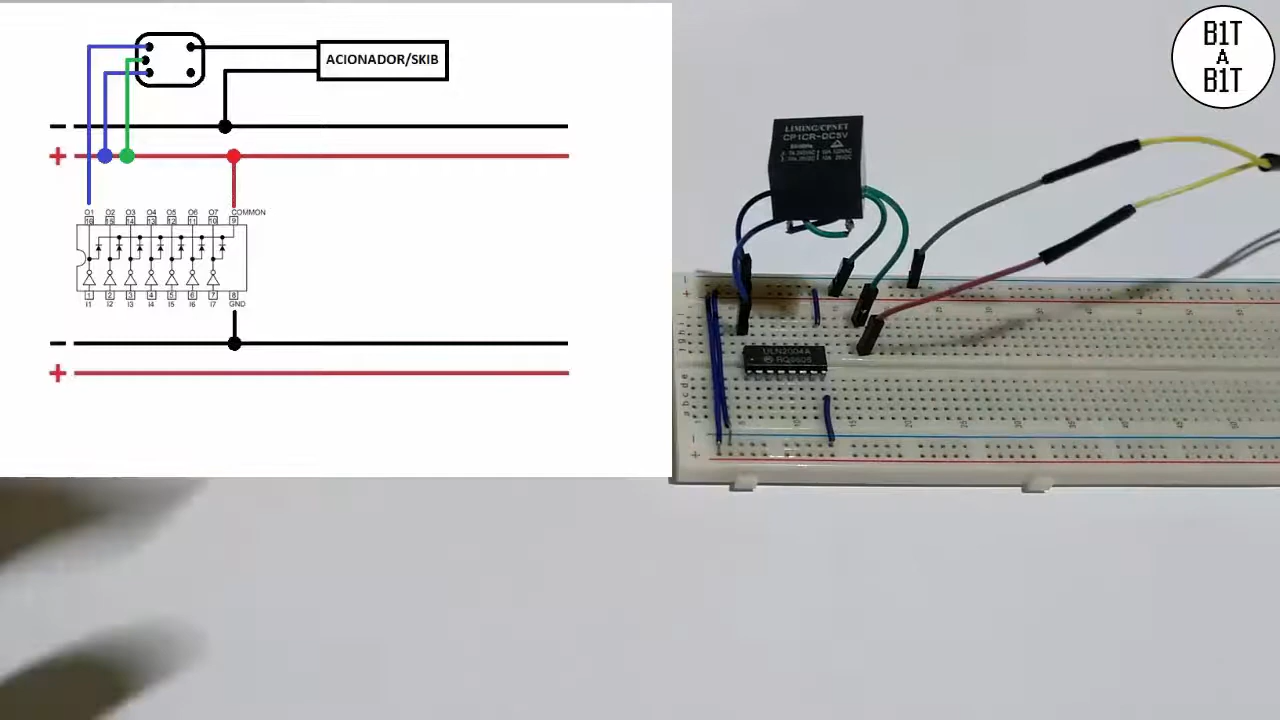 ACIONADOR/SKIB
O1 O2 O3 O4 O5 O6 O7 COMMON
16 15 14 13 12 11 10 9
1 2 3 4 5 6 7 8
I1 I2 I3 I4 I5 I6 I7 GND
B1T
A
B1T
LIMING/CPNET
CP1CR-DC5V
ULN2004A